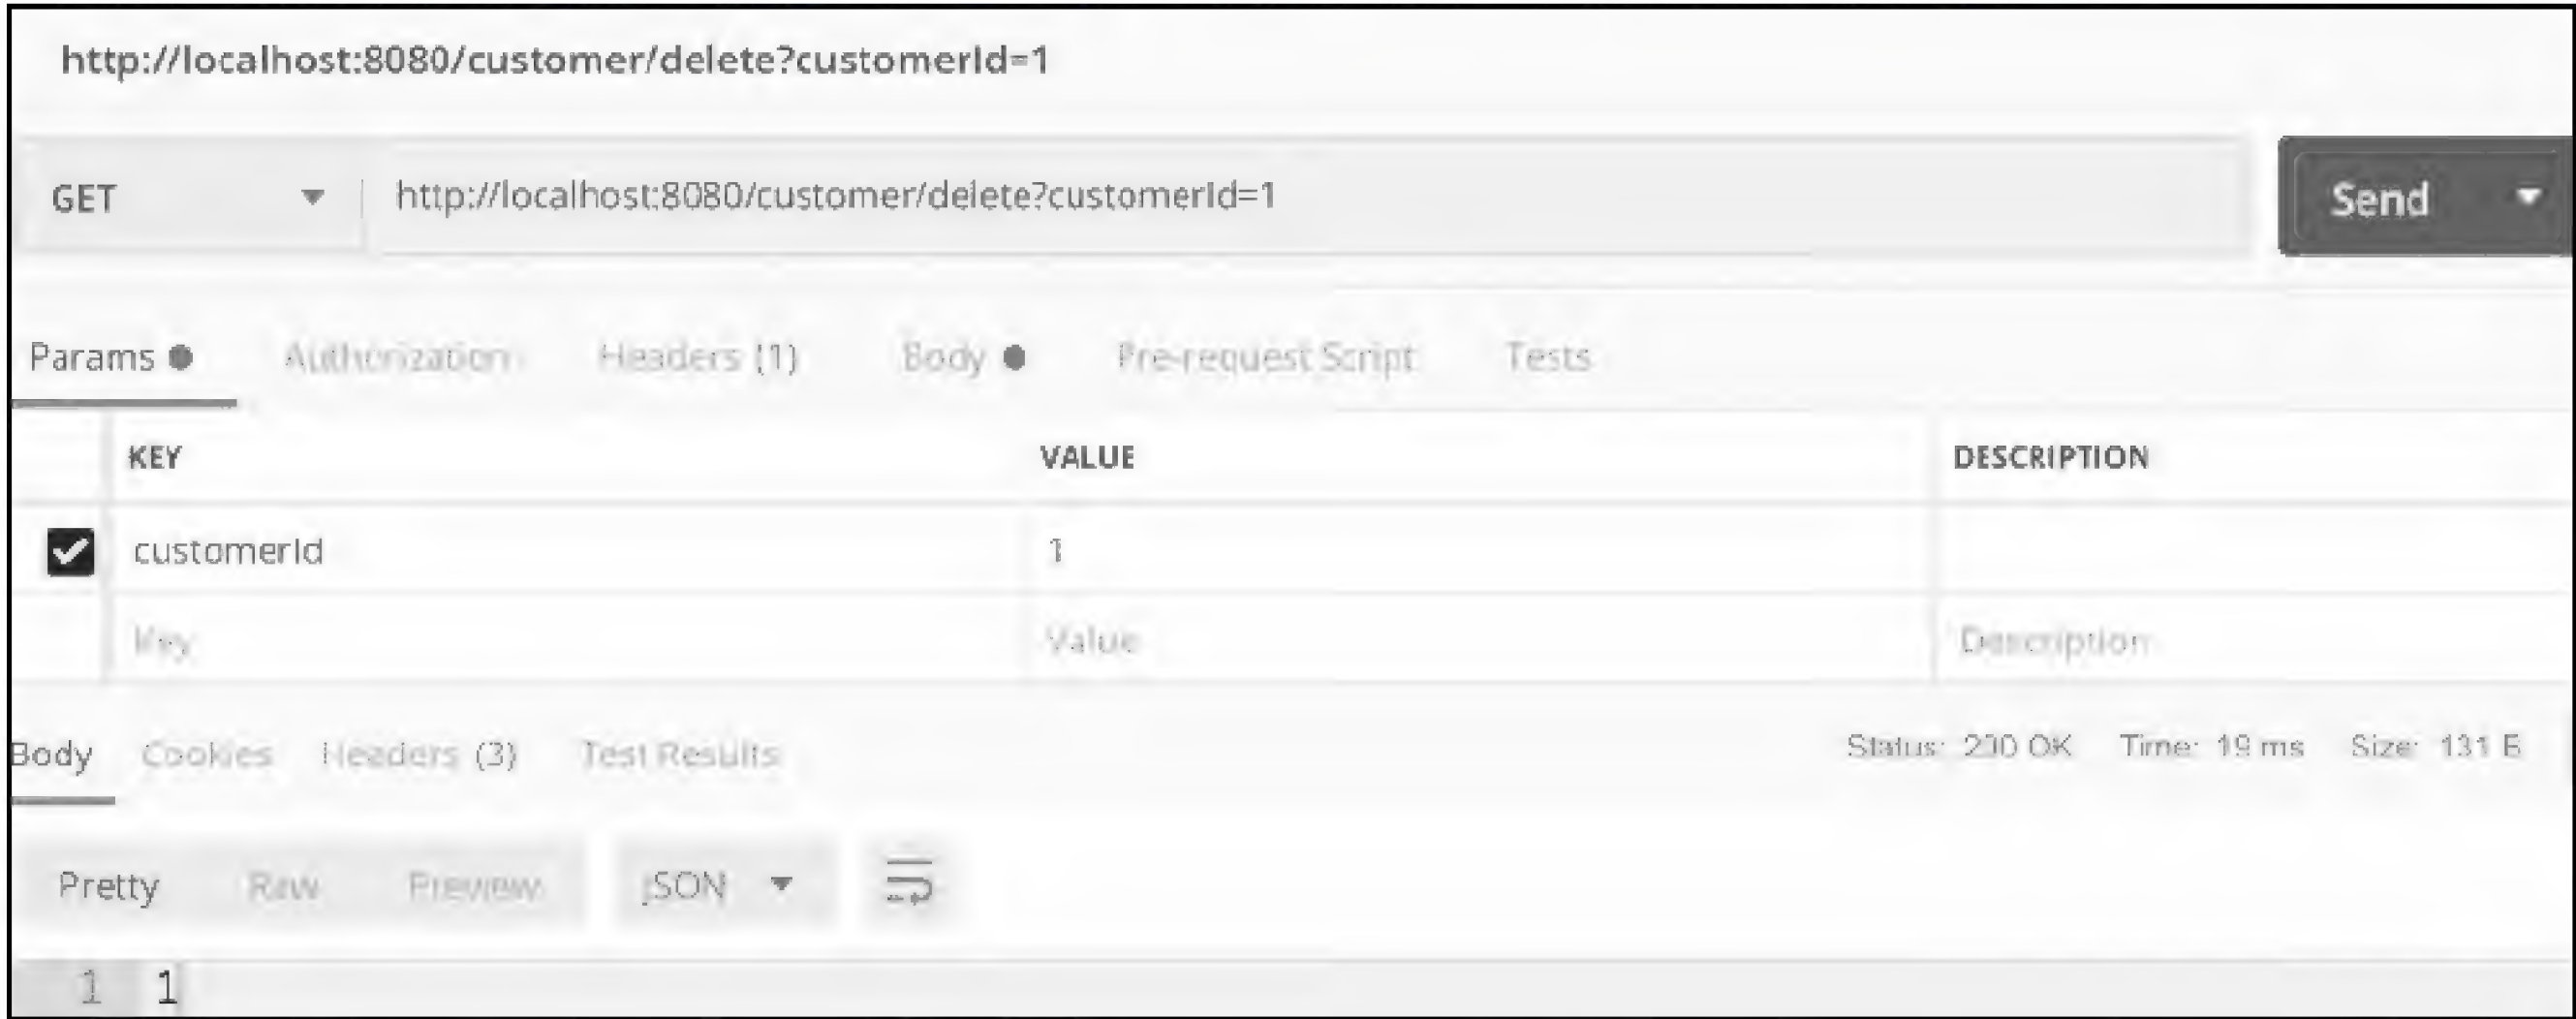 http://localhost:8080/customer/delete?customerId=1
GET http://localhost:8080/customer/delete?customerId=1 Send
Params Authorization Headers (1) Body Pre-request Script Tests
KEY VALUE DESCRIPTION
customerId 1
Key Value Description
Body Cookies Headers (3) Test Results Status: 200 OK Time: 19 ms Size: 131 B
Pretty Raw Preview JSON
1 1